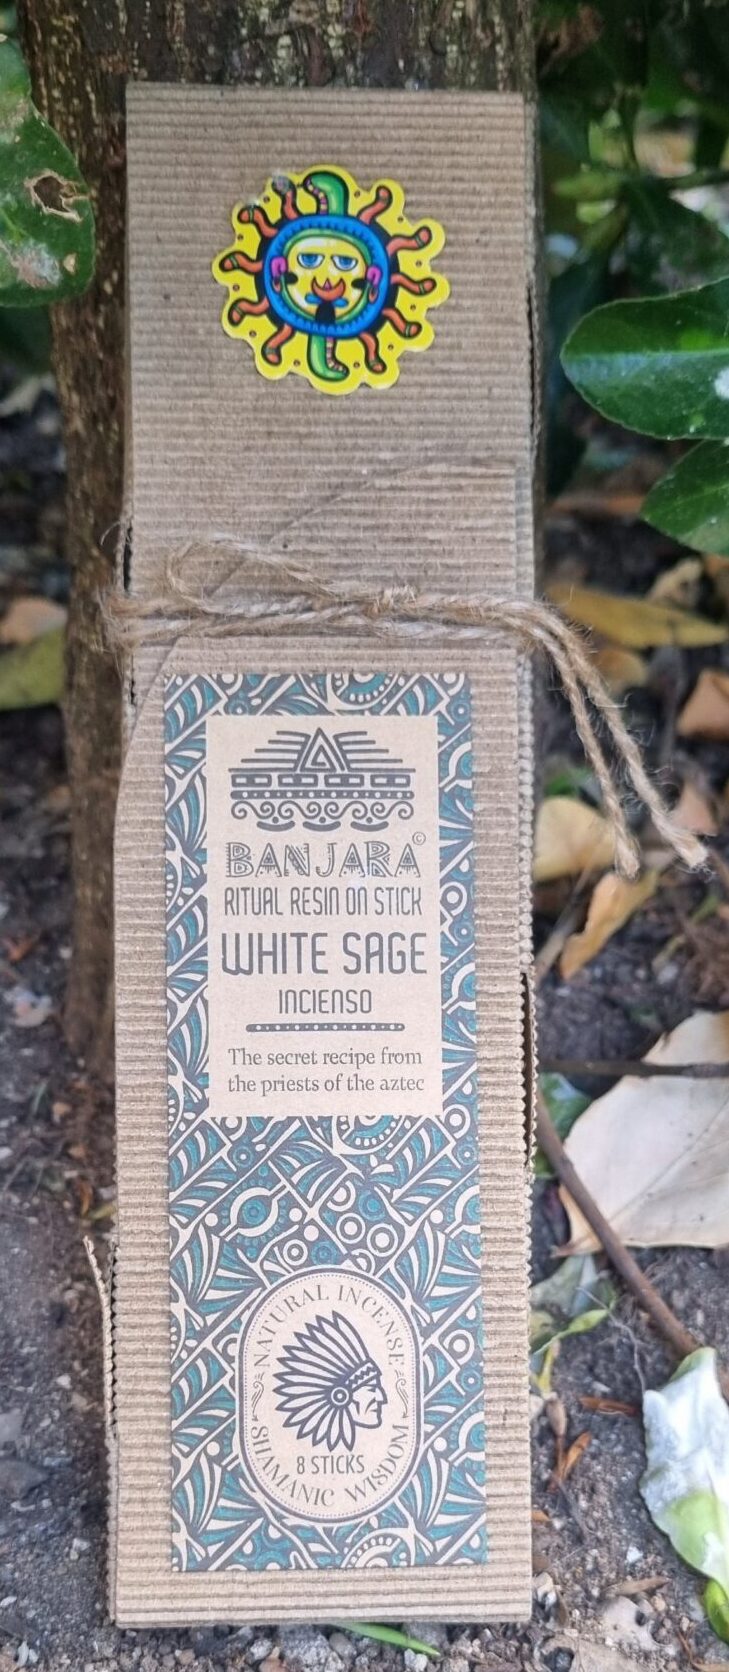 BANJARA©
RITUAL RESIN ON STICK
WHITE SAGE
INCIENSO
The secret recipe from
the priests of the aztec
NATURAL INCENSE
8 STICKS
SHAMANIC WISDOM